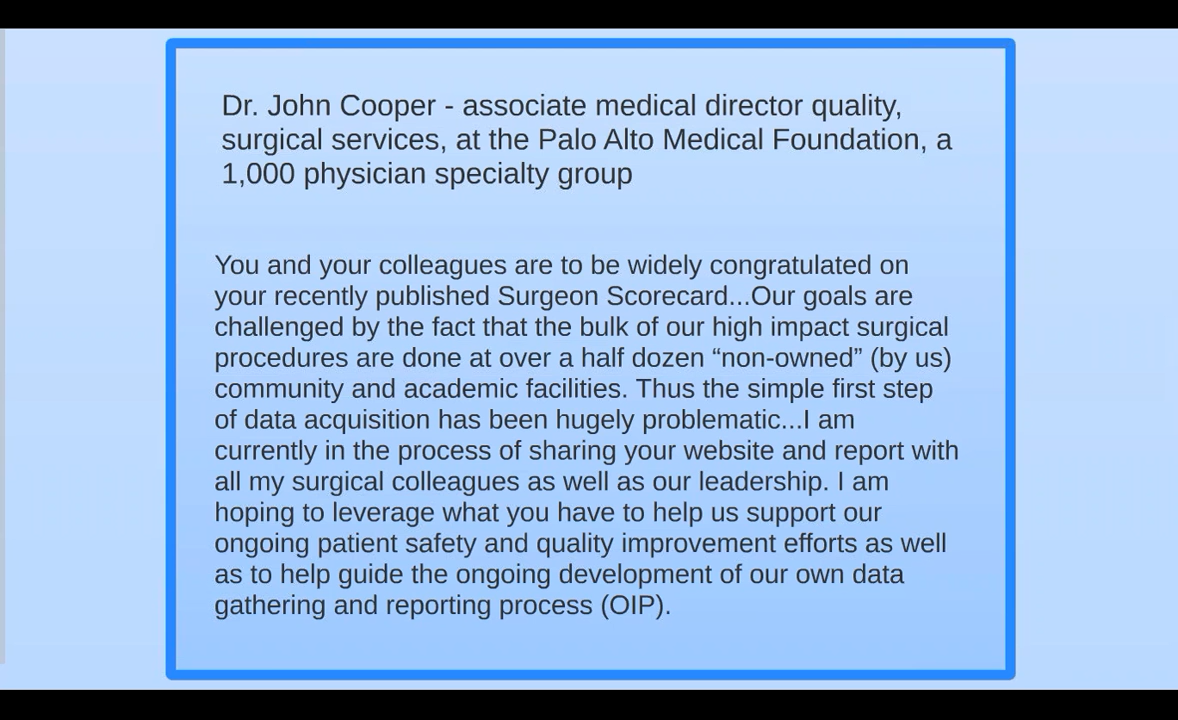 Dr. John Cooper - associate medical director quality,
surgical services, at the Palo Alto Medical Foundation, a
1,000 physician specialty group
You and your colleagues are to be widely congratulated on
your recently published Surgeon Scorecard...Our goals are
challenged by the fact that the bulk of our high impact surgical
procedures are done at over a half dozen “non-owned” (by us)
community and academic facilities. Thus the simple first step
of data acquisition has been hugely problematic...I am
currently in the process of sharing your website and report with
all my surgical colleagues as well as our leadership. I am
hoping to leverage what you have to help us support our
ongoing patient safety and quality improvement efforts as well
as to help guide the ongoing development of our own data
gathering and reporting process (OIP).